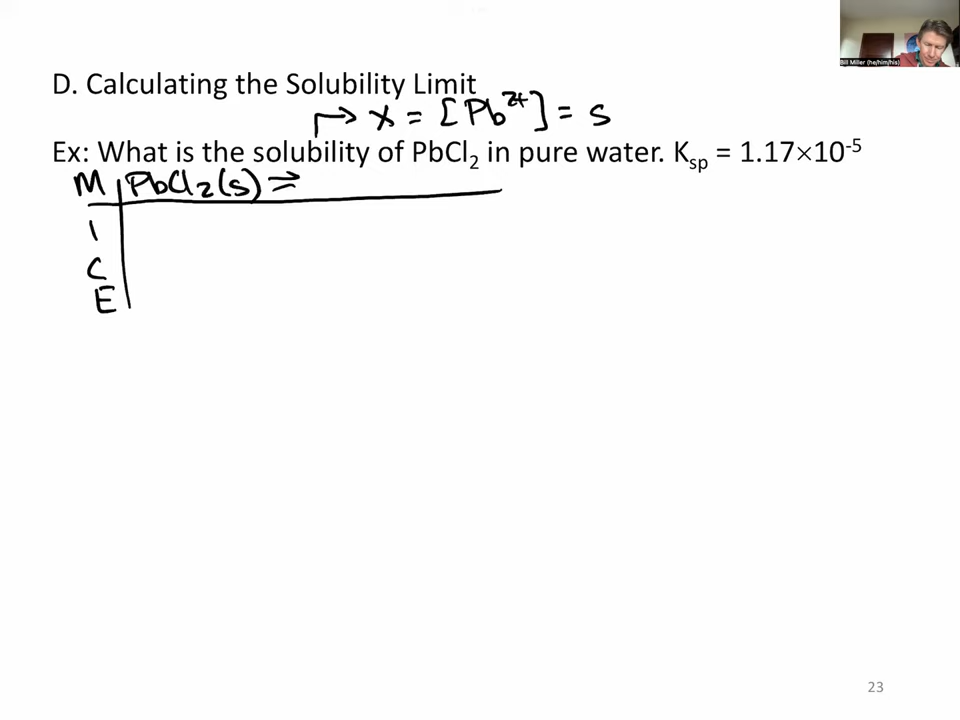 Bill Miller (he/him/his)
D. Calculating the Solubility Limit
→ x = [Pb²⁺] = s
Ex: What is the solubility of PbCl₂ in pure water. Kₛₚ = 1.17×10⁻⁵
M PbCl₂(s) ⇌
I
C
E
23